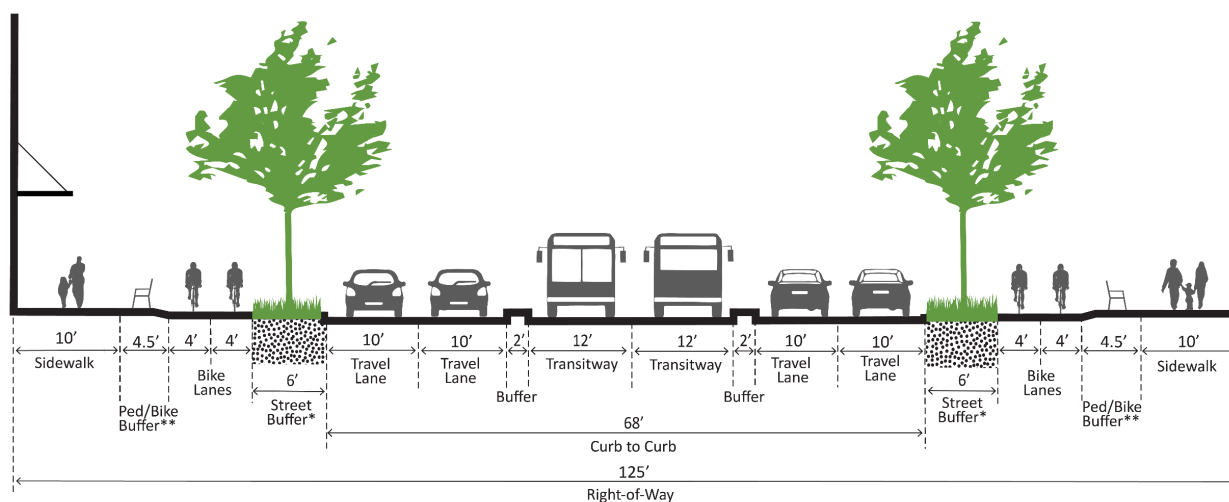 10’ 4.5’ 4’ 4’ 10’ 10’ 2’ 12’ 12’ 2’ 10’ 10’ 4’ 4’ 4.5’ 10’
Sidewalk
Ped/Bike
Buffer**
Bike
Lanes
6’
Street
Buffer*
Travel
Lane
Travel
Lane
Buffer
Transitway
Transitway
Buffer
Travel
Lane
Travel
Lane
6’
Street
Buffer*
Bike
Lanes
Ped/Bike
Buffer**
Sidewalk
68’
Curb to Curb
125’
Right-of-Way